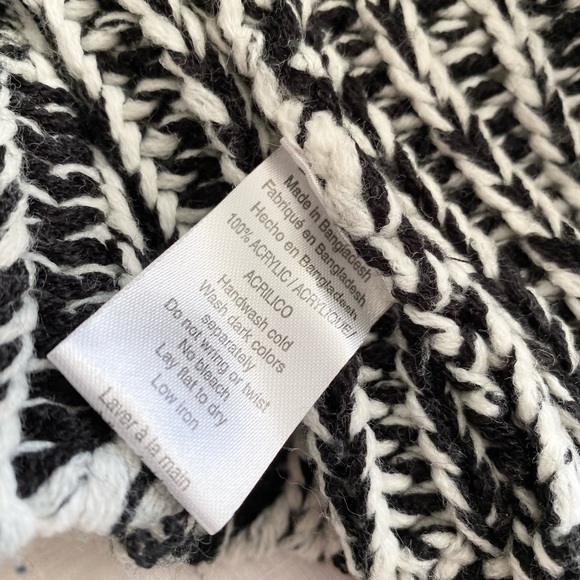 Made in Bangladesh
Fabriqué en Bangladesh
Hecho en Bangladesh
100% ACRYLIC / ACRYLIQUE/
ACRILICO
Handwash cold
Wash dark colors
separately
Do not wring or twist
No bleach
Lay flat to dry
Low iron
Laver à la main